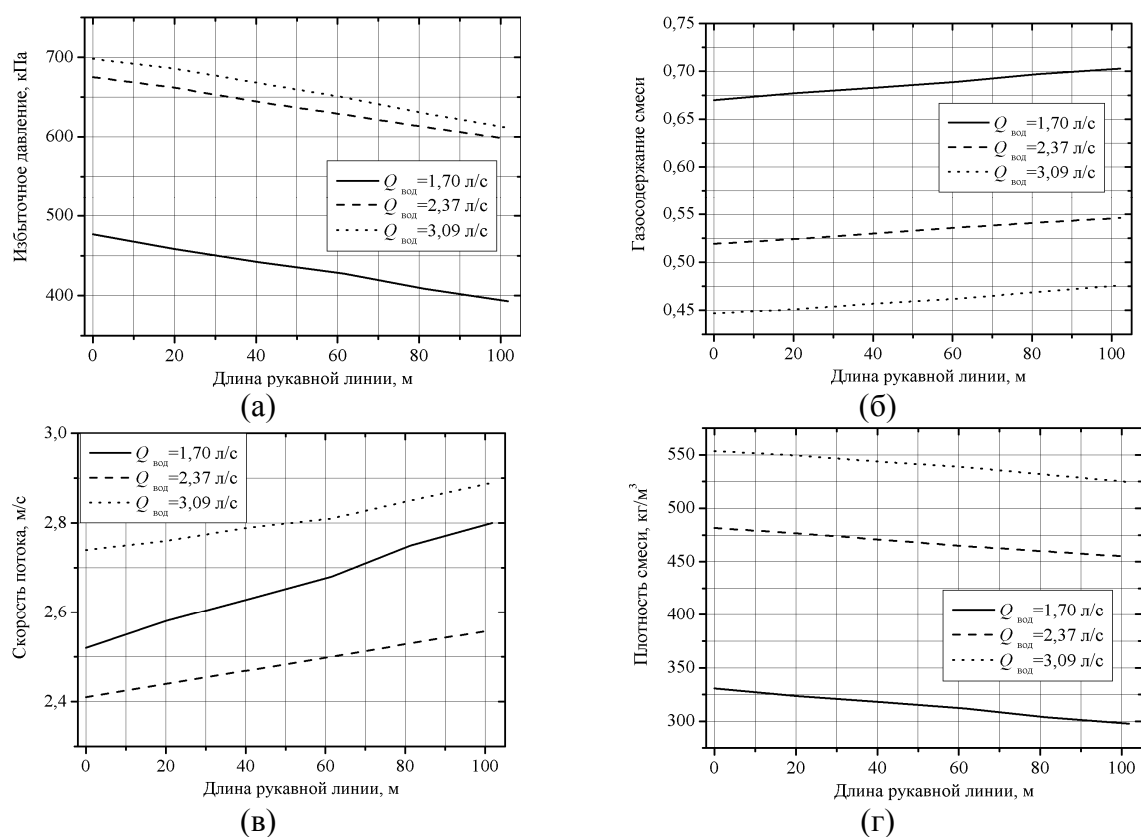 Избыточное давление, кПа
700
600
500
400
0 20 40 60 80 100
Q вод=1,70 л/с
Q вод=2,37 л/с
Q вод=3,09 л/с
Длина рукавной линии, м
(а)
Газосодержание смеси
0,75
0,70
0,65
0,60
0,55
0,50
0,45
0 20 40 60 80 100
Q вод=1,70 л/с
Q вод=2,37 л/с
Q вод=3,09 л/с
Длина рукавной линии, м
(б)
Скорость потока, м/с
3,0
2,8
2,6
2,4
0 20 40 60 80 100
Q вод=1,70 л/с
Q вод=2,37 л/с
Q вод=3,09 л/с
Длина рукавной линии, м
(в)
Плотность смеси, кг/м³
550
500
450
400
350
300
0 20 40 60 80 100
Q вод=1,70 л/с
Q вод=2,37 л/с
Q вод=3,09 л/с
Длина рукавной линии, м
(г)